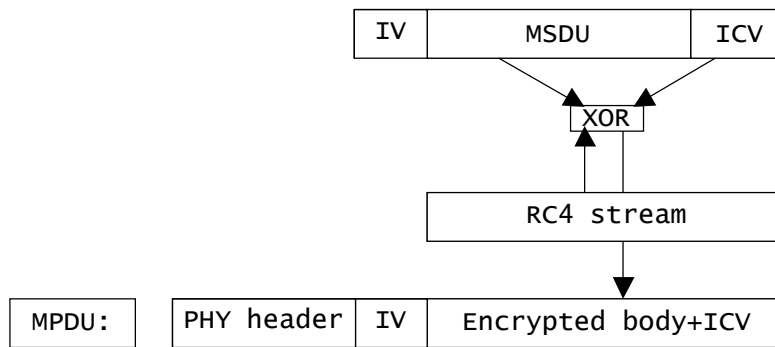 IV MSDU ICV
XOR
RC4 stream
MPDU: PHY header IV Encrypted body+ICV